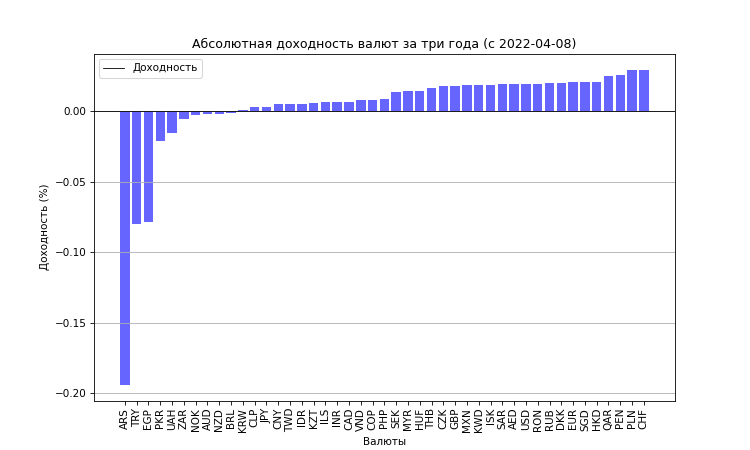 Абсолютная доходность валют за три года (с 2022-04-08)
Доходность
0.00
−0.05
−0.10
−0.15
−0.20
Доходность (%)
ARS TRY EGP PKR UAH ZAR NOK AUD NZD BRL KRW CLP JPY CNY TWD IDR KZT ILS INR CAD VND COP PHP SEK MYR HUF THB CZK GBP MXN KWD ISK SAR AED USD RON RUB DKK EUR SGD HKD QAR PEN PLN CHF
Валюты